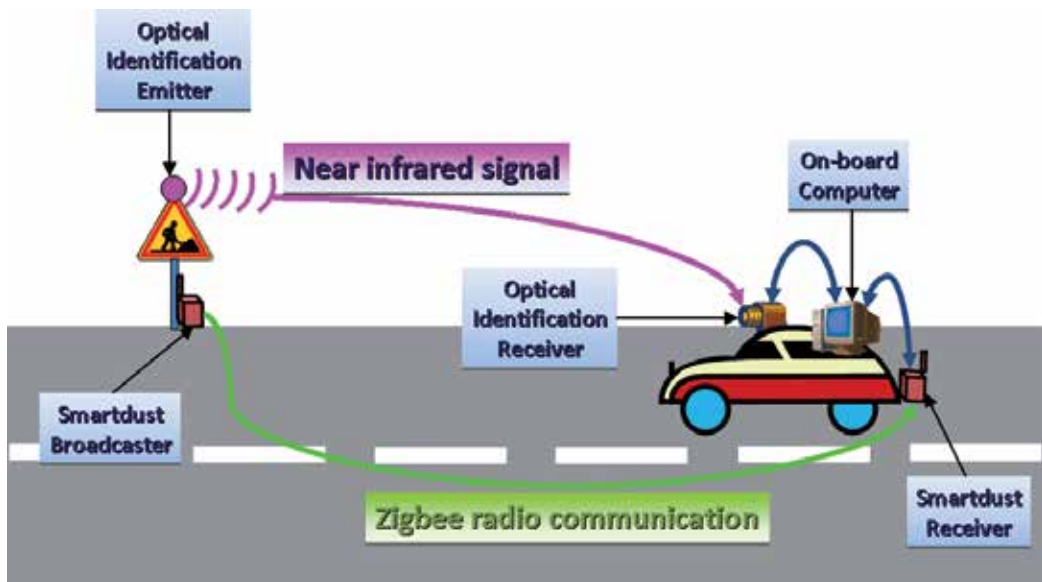 Optical
Identification
Emitter
Near infrared signal
On-board
Computer
Optical
Identification
Receiver
Smartdust
Broadcaster
Zigbee radio communication
Smartdust
Receiver